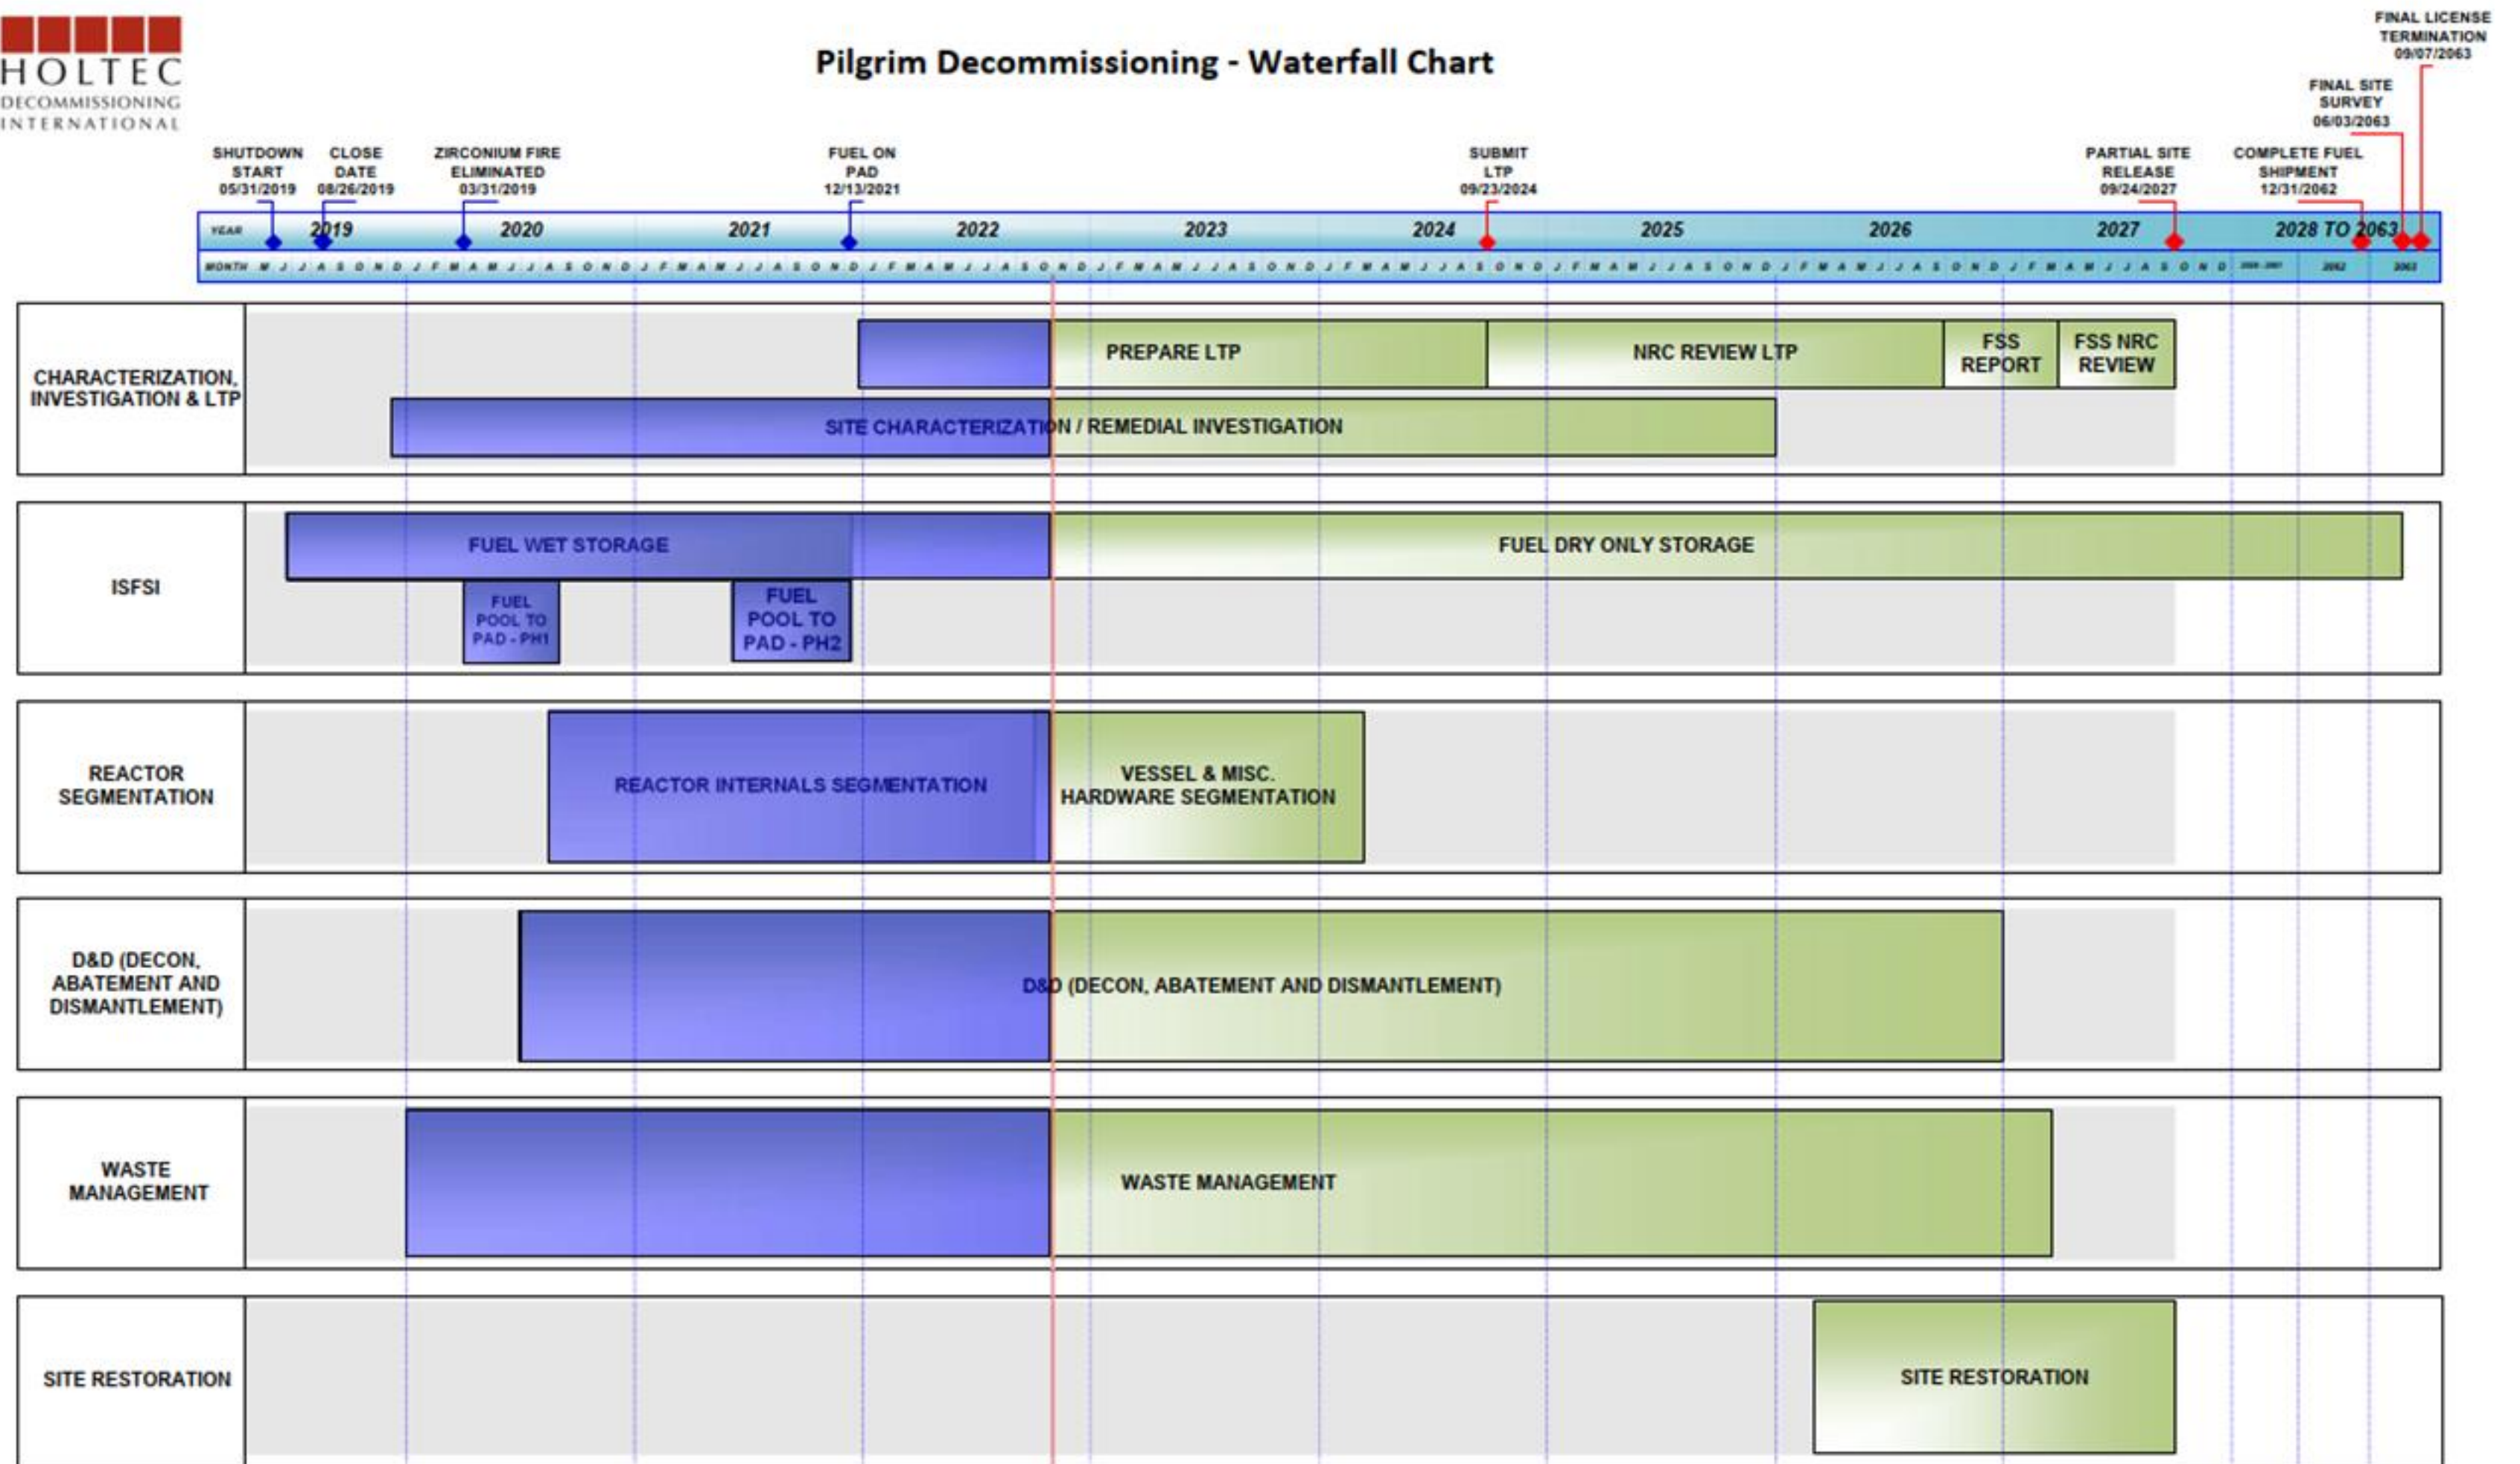 HOLTEC
DECOMMISSIONING
INTERNATIONAL
Pilgrim Decommissioning - Waterfall Chart
FINAL LICENSE
TERMINATION
09/07/2063
FINAL SITE
SURVEY
06/03/2063
SHUTDOWN
START
05/31/2019
CLOSE
DATE
08/26/2019
ZIRCONIUM FIRE
ELIMINATED
03/31/2019
FUEL ON
PAD
12/13/2021
SUBMIT
LTP
09/23/2024
PARTIAL SITE
RELEASE
09/24/2027
COMPLETE FUEL
SHIPMENT
12/31/2062
YEAR 2019 2020 2021 2022 2023 2024 2025 2026 2027 2028 TO 2063
MONTH M J J A S O N D J F M A M J J A S O N D J F M A M J J A S O N D J F M A M J J A S O N D J F M A M J J A S O N D J F M A M J J A S O N D J F M A M J J A S O N D J F M A M J J A S O N D J F M A M J J A S O N D 2062 2063
CHARACTERIZATION,
INVESTIGATION & LTP
PREPARE LTP
NRC REVIEW LTP
FSS
REPORT
FSS NRC
REVIEW
SITE CHARACTERIZATION / REMEDIAL INVESTIGATION
ISFSI
FUEL WET STORAGE
FUEL DRY ONLY STORAGE
FUEL
POOL TO
PAD - PH1
FUEL
POOL TO
PAD - PH2
REACTOR
SEGMENTATION
REACTOR INTERNALS SEGMENTATION
VESSEL & MISC.
HARDWARE SEGMENTATION
D&D (DECON,
ABATEMENT AND
DISMANTLEMENT)
D&D (DECON, ABATEMENT AND DISMANTLEMENT)
WASTE
MANAGEMENT
WASTE MANAGEMENT
SITE RESTORATION
SITE RESTORATION